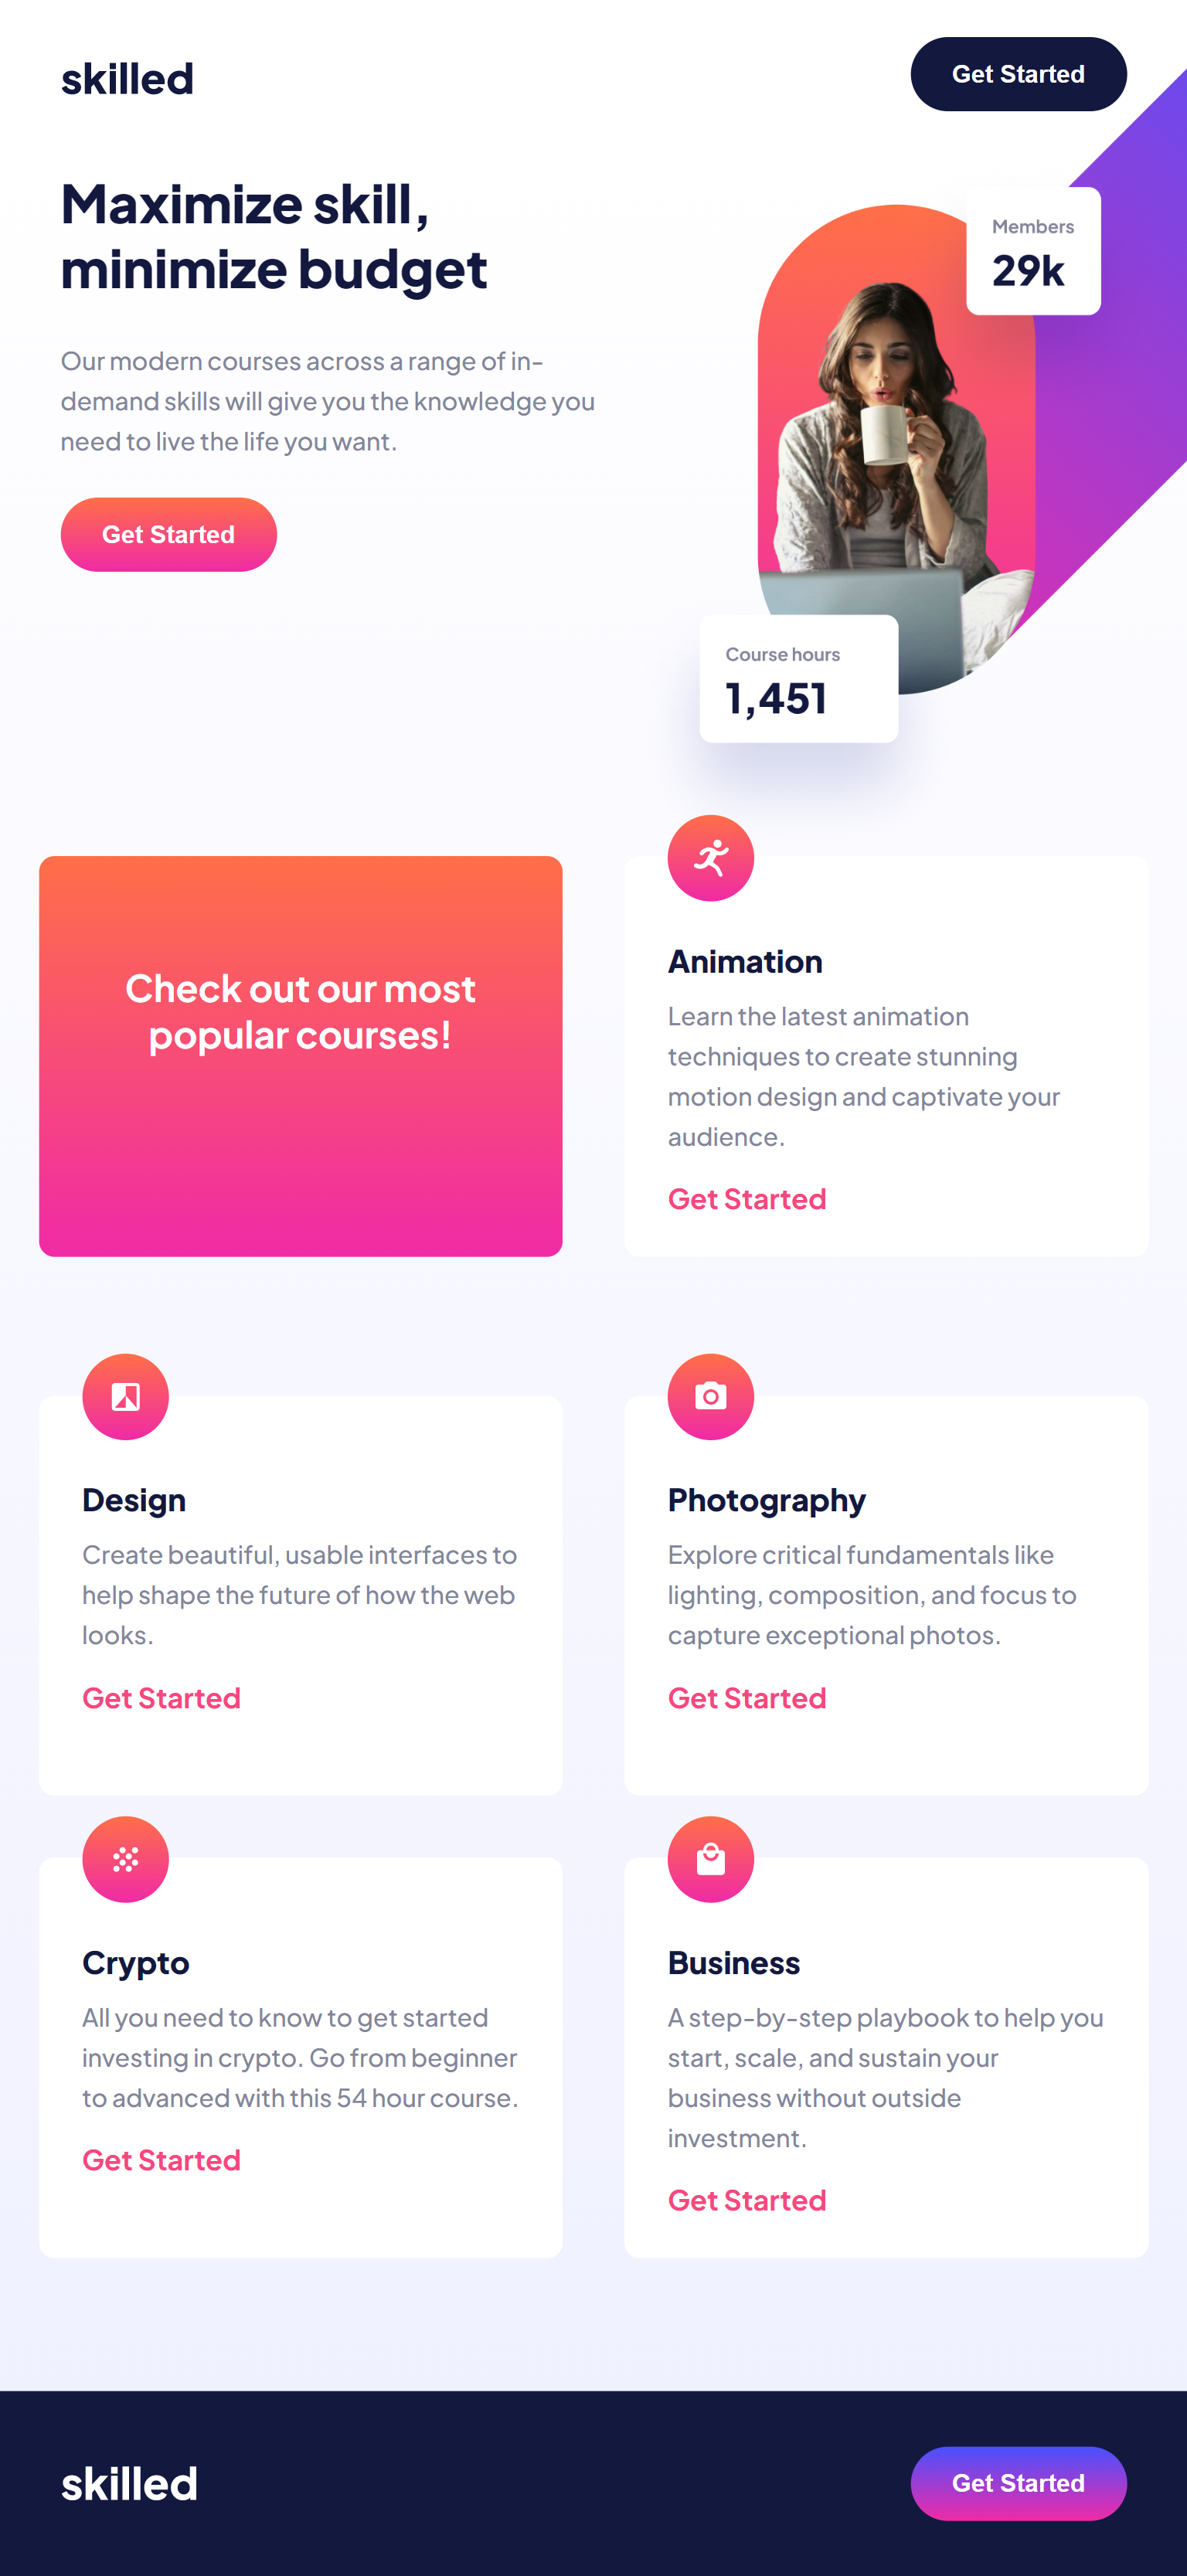 skilled
Get Started
Maximize skill,
minimize budget
Our modern courses across a range of in-
demand skills will give you the knowledge you
need to live the life you want.
Get Started
Members
29k
Course hours
1,451
Check out our most
popular courses!
Animation
Learn the latest animation
techniques to create stunning
motion design and captivate your
audience.
Get Started
Design
Create beautiful, usable interfaces to
help shape the future of how the web
looks.
Get Started
Photography
Explore critical fundamentals like
lighting, composition, and focus to
capture exceptional photos.
Get Started
Crypto
All you need to know to get started
investing in crypto. Go from beginner
to advanced with this 54 hour course.
Get Started
Business
A step-by-step playbook to help you
start, scale, and sustain your
business without outside
investment.
Get Started
skilled
Get Started